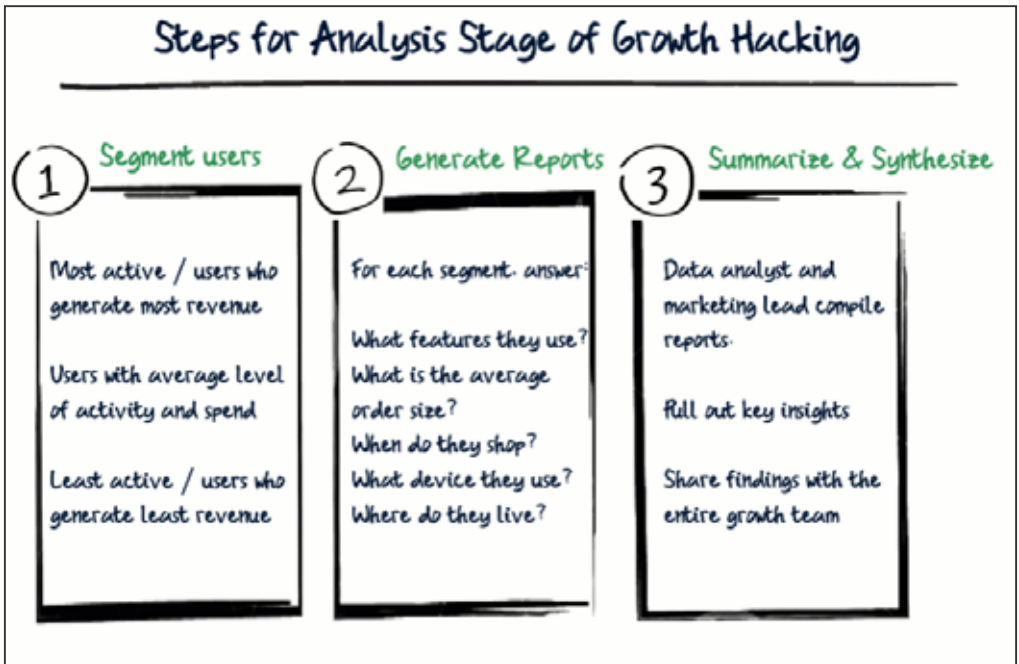 Steps for Analysis Stage of Growth Hacking
1
Segment users
Most active / users who
generate most revenue
Users with average level
of activity and spend
Least active / users who
generate least revenue
2
Generate Reports
For each segment, answer:
What features they use?
What is the average
order size?
When do they shop?
What device they use?
Where do they live?
3
Summarize & Synthesize
Data analyst and
marketing lead compile
reports.
Pull out key insights
Share findings with the
entire growth team